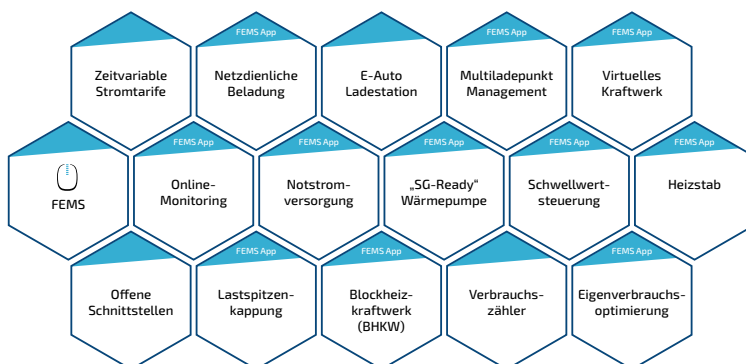 Zeitvariable
Stromtarife
FEMS App
Netzdienliche
Beladung
E-Auto
Ladestation
FEMS App
Multiladepunkt
Management
FEMS App
Virtuelles
Kraftwerk
FEMS
FEMS App
Online-
Monitoring
FEMS App
Notstrom-
versorgung
FEMS App
„SG-Ready“
Wärmepumpe
FEMS App
Schwellwert-
steuerung
FEMS App
Heizstab
Offene
Schnittstellen
FEMS App
Lastspitzen-
kappung
FEMS App
Blockheiz-
kraftwerk
(BHKW)
Verbrauchs-
zähler
FEMS App
Eigenverbrauchs-
optimierung